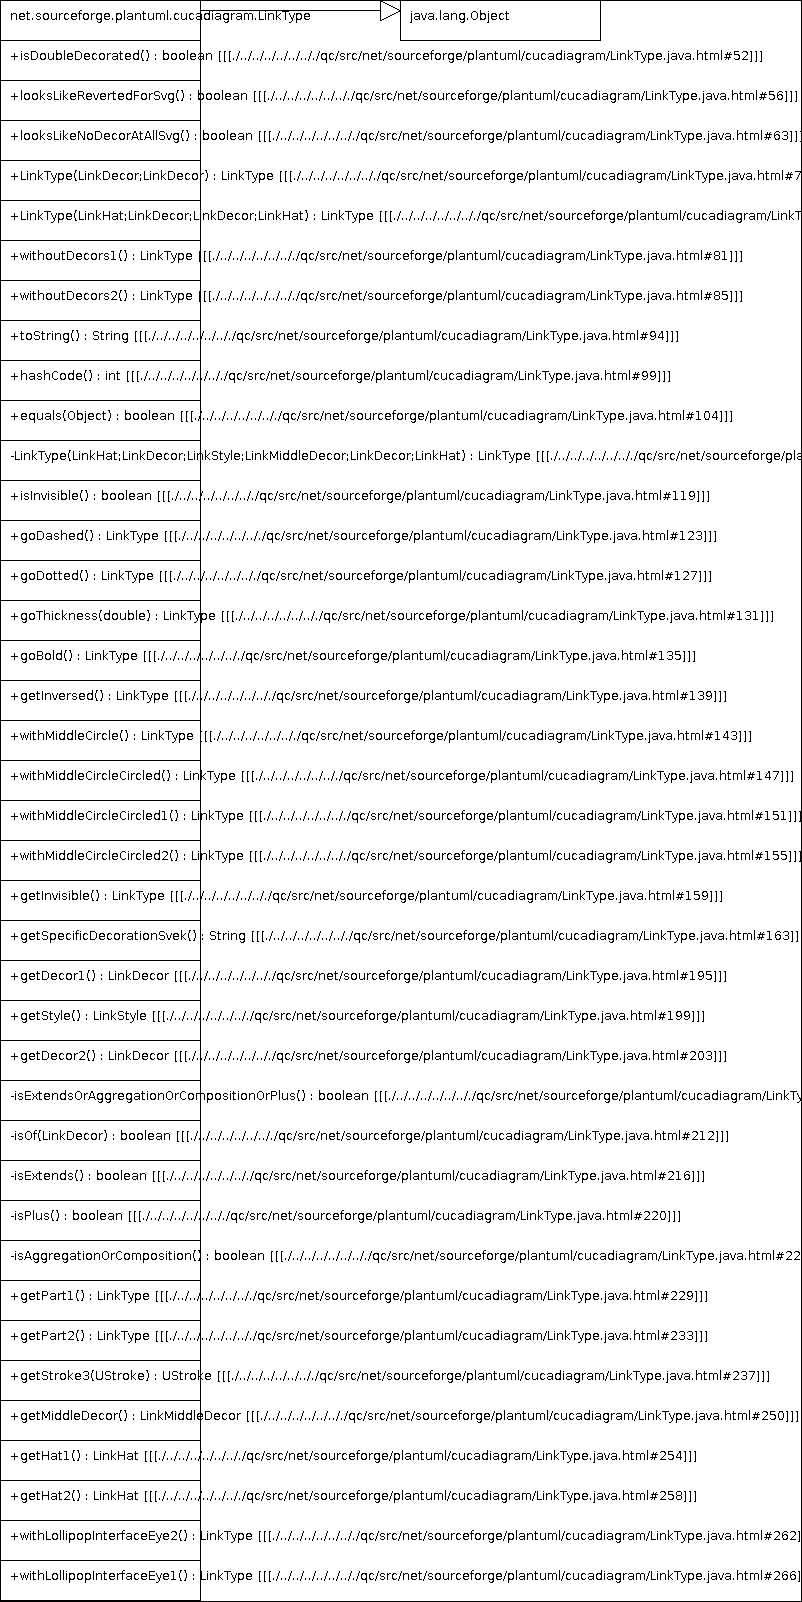 net.sourceforge.plantuml.cucadiagram.LinkType
java.lang.Object
+isDoubleDecorated() : boolean [[[./../../../../../../../qc/src/net/sourceforge/plantuml/cucadiagram/LinkType.java.html#52]]]
+looksLikeRevertedForSvg() : boolean [[[./../../../../../../../qc/src/net/sourceforge/plantuml/cucadiagram/LinkType.java.html#56]]]
+looksLikeNoDecorAtAllSvg() : boolean [[[./../../../../../../../qc/src/net/sourceforge/plantuml/cucadiagram/LinkType.java.html#63]]]
+LinkType(LinkDecor;LinkDecor) : LinkType [[[./../../../../../../../qc/src/net/sourceforge/plantuml/cucadiagram/LinkType.java.html#7
+LinkType(LinkHat;LinkDecor;LinkDecor;LinkHat) : LinkType [[[./../../../../../../../qc/src/net/sourceforge/plantuml/cucadiagram/LinkT
+withoutDecors1() : LinkType [[[./../../../../../../../qc/src/net/sourceforge/plantuml/cucadiagram/LinkType.java.html#81]]]
+withoutDecors2() : LinkType [[[./../../../../../../../qc/src/net/sourceforge/plantuml/cucadiagram/LinkType.java.html#85]]]
+toString() : String [[[./../../../../../../../qc/src/net/sourceforge/plantuml/cucadiagram/LinkType.java.html#94]]]
+hashCode() : int [[[./../../../../../../../qc/src/net/sourceforge/plantuml/cucadiagram/LinkType.java.html#99]]]
+equals(Object) : boolean [[[./../../../../../../../qc/src/net/sourceforge/plantuml/cucadiagram/LinkType.java.html#104]]]
-LinkType(LinkHat;LinkDecor;LinkStyle;LinkMiddleDecor;LinkDecor;LinkHat) : LinkType [[[./../../../../../../../qc/src/net/sourceforge/pla
+isInvisible() : boolean [[[./../../../../../../../qc/src/net/sourceforge/plantuml/cucadiagram/LinkType.java.html#119]]]
+goDashed() : LinkType [[[./../../../../../../../qc/src/net/sourceforge/plantuml/cucadiagram/LinkType.java.html#123]]]
+goDotted() : LinkType [[[./../../../../../../../qc/src/net/sourceforge/plantuml/cucadiagram/LinkType.java.html#127]]]
+goThickness(double) : LinkType [[[./../../../../../../../qc/src/net/sourceforge/plantuml/cucadiagram/LinkType.java.html#131]]]
+goBold() : LinkType [[[./../../../../../../../qc/src/net/sourceforge/plantuml/cucadiagram/LinkType.java.html#135]]]
+getInversed() : LinkType [[[./../../../../../../../qc/src/net/sourceforge/plantuml/cucadiagram/LinkType.java.html#139]]]
+withMiddleCircle() : LinkType [[[./../../../../../../../qc/src/net/sourceforge/plantuml/cucadiagram/LinkType.java.html#143]]]
+withMiddleCircleCircled() : LinkType [[[./../../../../../../../qc/src/net/sourceforge/plantuml/cucadiagram/LinkType.java.html#147]]]
+withMiddleCircleCircled1() : LinkType [[[./../../../../../../../qc/src/net/sourceforge/plantuml/cucadiagram/LinkType.java.html#151]]]
+withMiddleCircleCircled2() : LinkType [[[./../../../../../../../qc/src/net/sourceforge/plantuml/cucadiagram/LinkType.java.html#155]]]
+getInvisible() : LinkType [[[./../../../../../../../qc/src/net/sourceforge/plantuml/cucadiagram/LinkType.java.html#159]]]
+getSpecificDecorationSvek() : String [[[./../../../../../../../qc/src/net/sourceforge/plantuml/cucadiagram/LinkType.java.html#163]]]
+getDecor1() : LinkDecor [[[./../../../../../../../qc/src/net/sourceforge/plantuml/cucadiagram/LinkType.java.html#195]]]
+getStyle() : LinkStyle [[[./../../../../../../../qc/src/net/sourceforge/plantuml/cucadiagram/LinkType.java.html#199]]]
+getDecor2() : LinkDecor [[[./../../../../../../../qc/src/net/sourceforge/plantuml/cucadiagram/LinkType.java.html#203]]]
-isExtendsOrAggregationOrCompositionOrPlus() : boolean [[[./../../../../../../../qc/src/net/sourceforge/plantuml/cucadiagram/LinkTy
-isOf(LinkDecor) : boolean [[[./../../../../../../../qc/src/net/sourceforge/plantuml/cucadiagram/LinkType.java.html#212]]]
-isExtends() : boolean [[[./../../../../../../../qc/src/net/sourceforge/plantuml/cucadiagram/LinkType.java.html#216]]]
-isPlus() : boolean [[[./../../../../../../../qc/src/net/sourceforge/plantuml/cucadiagram/LinkType.java.html#220]]]
-isAggregationOrComposition() : boolean [[[./../../../../../../../qc/src/net/sourceforge/plantuml/cucadiagram/LinkType.java.html#22
+getPart1() : LinkType [[[./../../../../../../../qc/src/net/sourceforge/plantuml/cucadiagram/LinkType.java.html#229]]]
+getPart2() : LinkType [[[./../../../../../../../qc/src/net/sourceforge/plantuml/cucadiagram/LinkType.java.html#233]]]
+getStroke3(UStroke) : UStroke [[[./../../../../../../../qc/src/net/sourceforge/plantuml/cucadiagram/LinkType.java.html#237]]]
+getMiddleDecor() : LinkMiddleDecor [[[./../../../../../../../qc/src/net/sourceforge/plantuml/cucadiagram/LinkType.java.html#250]]]
+getHat1() : LinkHat [[[./../../../../../../../qc/src/net/sourceforge/plantuml/cucadiagram/LinkType.java.html#254]]]
+getHat2() : LinkHat [[[./../../../../../../../qc/src/net/sourceforge/plantuml/cucadiagram/LinkType.java.html#258]]]
+withLollipopInterfaceEye2() : LinkType [[[./../../../../../../../qc/src/net/sourceforge/plantuml/cucadiagram/LinkType.java.html#262]
+withLollipopInterfaceEye1() : LinkType [[[./../../../../../../../qc/src/net/sourceforge/plantuml/cucadiagram/LinkType.java.html#266]